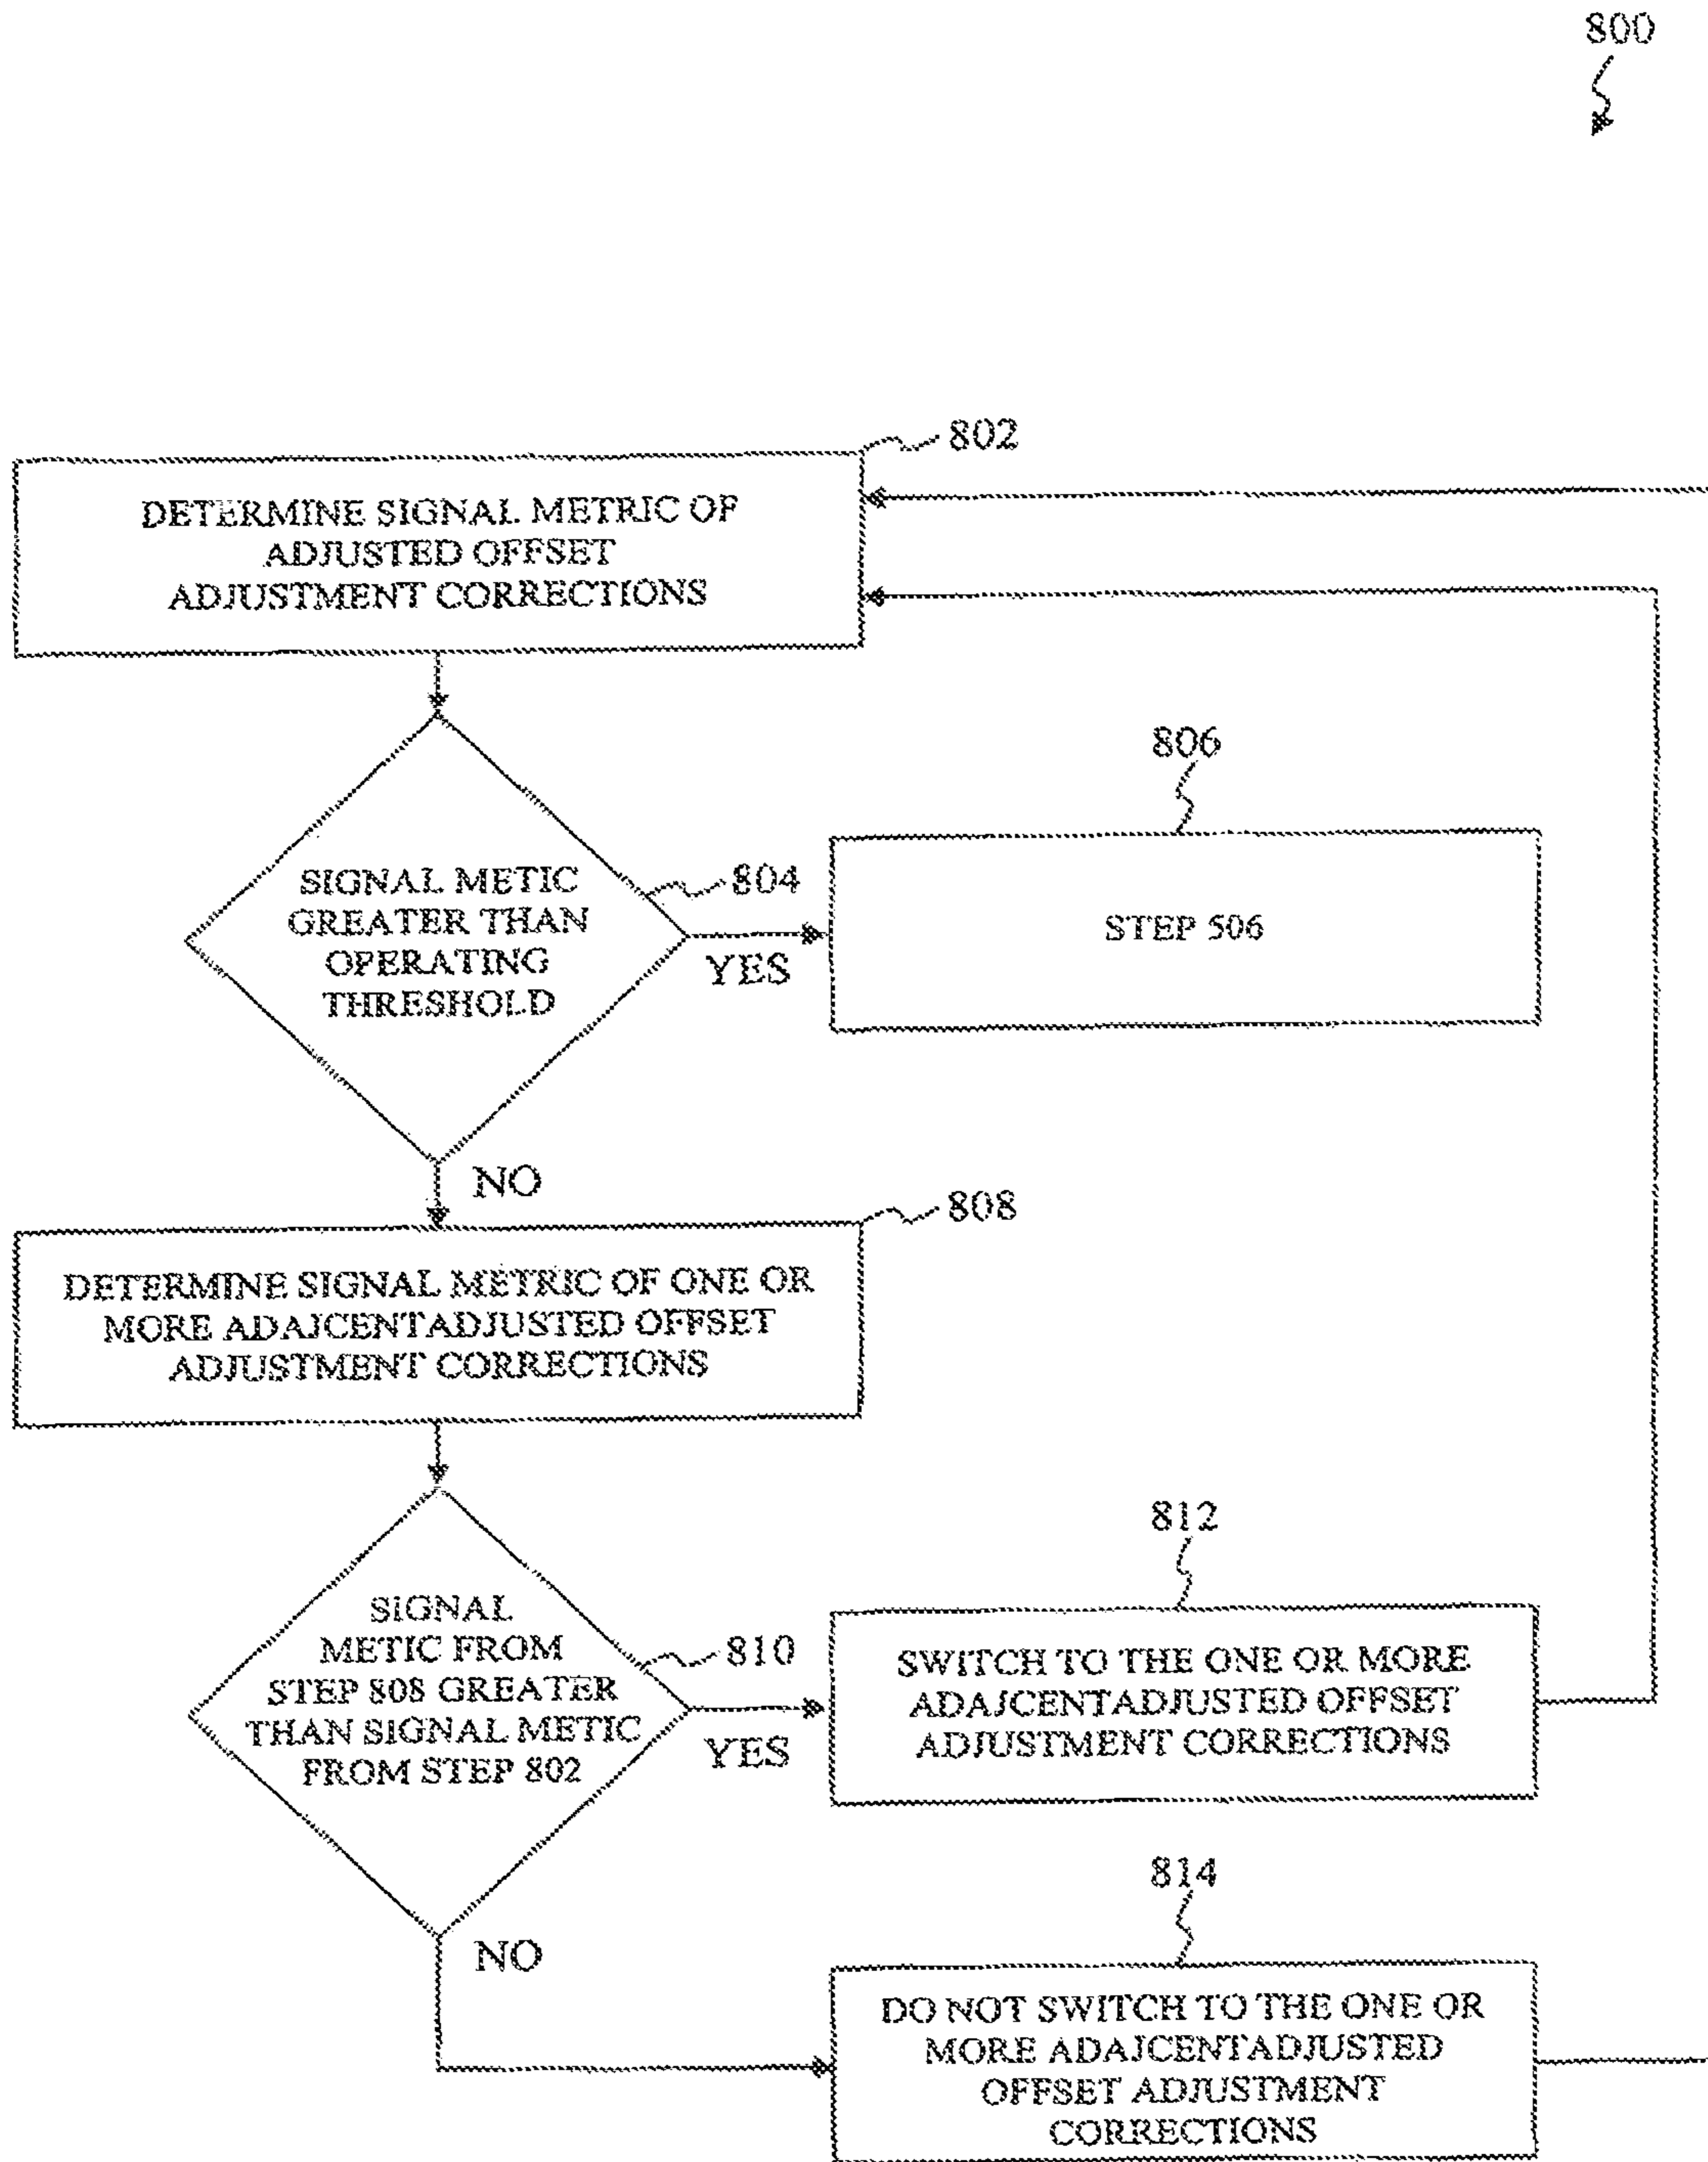 800
802
DETERMINE SIGNAL METRIC OF
ADJUSTED OFFSET
ADJUSTMENT CORRECTIONS
806
804
SIGNAL METIC
GREATER THAN
OPERATING
THRESHOLD
YES
STEP 506
NO
808
DETERMINE SIGNAL METRIC OF ONE OR
MORE ADAJCENTADJUSTED OFFSET
ADJUSTMENT CORRECTIONS
812
SIGNAL
METIC FROM
STEP 808 GREATER
THAN SIGNAL METIC
FROM STEP 802
810
YES
SWITCH TO THE ONE OR MORE
ADAJCENTADJUSTED OFFSET
ADJUSTMENT CORRECTIONS
814
NO
DO NOT SWITCH TO THE ONE OR
MORE ADAJCENTADJUSTED
OFFSET ADJUSTMENT
CORRECTIONS